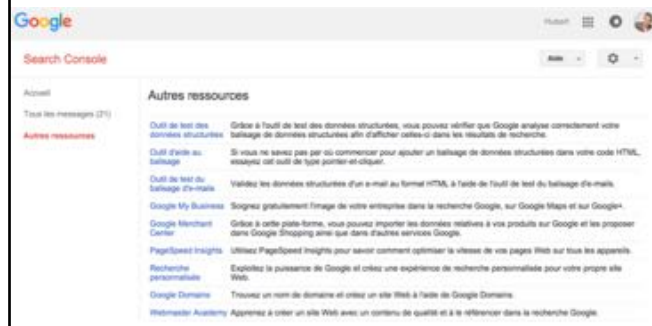 Google
Hubert
Search Console
Aide
Accueil
Tous les messages (21)
Autres ressources
Autres ressources
Outil de test des données structurées
Grâce à l'outil de test des données structurées, vous pouvez vérifier que Google analyse correctement votre
balisage de données structurées afin d'afficher celles-ci dans les résultats de recherche.
Outil d'aide au balisage
Si vous ne savez pas par où commencer pour ajouter un balisage de données structurées dans votre code HTML,
essayez cet outil de type pointer-et-cliquer.
Outil de test du balisage d'e-mails
Validez les données structurées d'un e-mail au format HTML à l'aide de l'outil de test du balisage d'e-mails.
Google My Business
Soignez gratuitement l'image de votre entreprise dans la recherche Google, sur Google Maps et sur Google+.
Google Merchant Center
Grâce à cette plate-forme, vous pouvez importer les données relatives à vos produits sur Google et les proposer
dans Google Shopping ainsi que dans d'autres services Google.
PageSpeed Insights
Utilisez PageSpeed Insights pour savoir comment optimiser la vitesse de vos pages Web sur tous les appareils.
Recherche personnalisée
Exploitez la puissance de Google et créez une expérience de recherche personnalisée pour votre propre site
Web.
Google Domains
Trouvez un nom de domaine et créez un site Web à l'aide de Google Domains.
Webmaster Academy
Apprenez à créer un site Web avec un contenu de qualité et à le référencer dans la recherche Google.